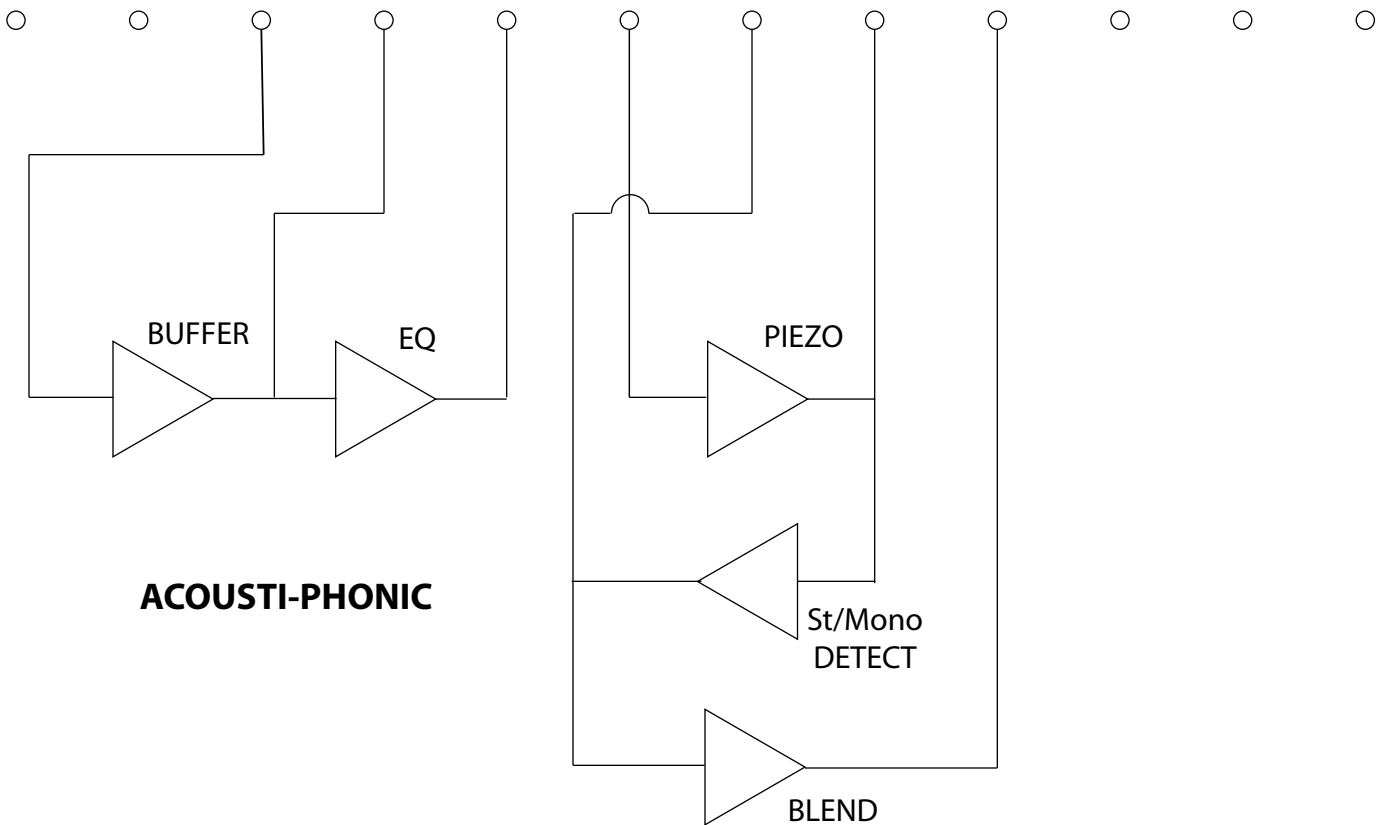 BUFFER
EQ
PIEZO
ACOUSTI-PHONIC
St/Mono
DETECT
BLEND